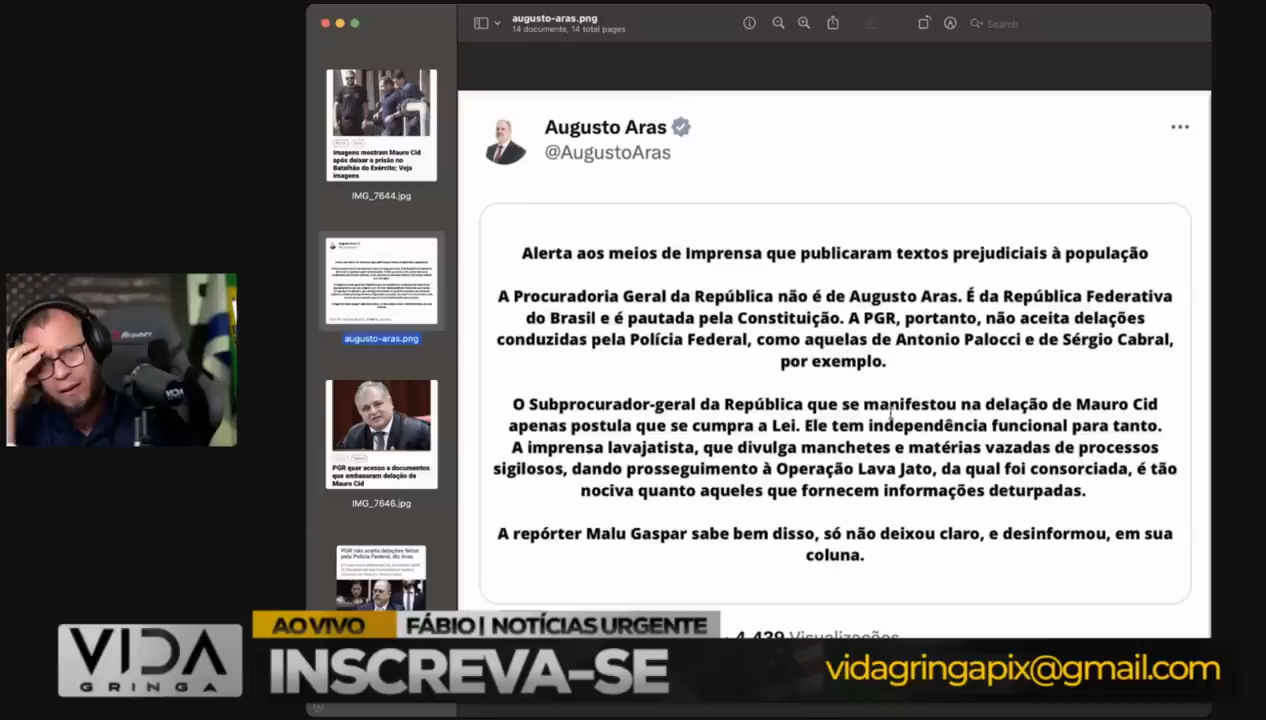 augusto-aras.png
14 documents, 14 total pages
Search
Imagens mostram Mauro Cid
após deixar a prisão no
Batalhão do Exército; Veja
imagens
IMG_7644.jpg
augusto-aras.png
PGR quer acesso a documentos
que embasaram delação de
Mauro Cid
IMG_7646.jpg
PGR não aceita delações feitas
pela Polícia Federal, diz Aras
Augusto Aras
@AugustoAras
Alerta aos meios de Imprensa que publicaram textos prejudiciais à população
A Procuradoria Geral da República não é de Augusto Aras. É da República Federativa
do Brasil e é pautada pela Constituição. A PGR, portanto, não aceita delações
conduzidas pela Polícia Federal, como aquelas de Antonio Palocci e de Sérgio Cabral,
por exemplo.
O Subprocurador-geral da República que se manifestou na delação de Mauro Cid
apenas postula que se cumpra a Lei. Ele tem independência funcional para tanto.
A imprensa lavajatista, que divulga manchetes e matérias vazadas de processos
sigilosos, dando prosseguimento à Operação Lava Jato, da qual foi consorciada, é tão
nociva quanto aqueles que fornecem informações deturpadas.
A repórter Malu Gaspar sabe bem disso, só não deixou claro, e desinformou, em sua
coluna.
4.439 Visualizações
VIDA
AO VIVO FÁBIO | NOTÍCIAS URGENTE
VIDA
GRINGA
INSCREVA-SE
vidagringapix@gmail.com